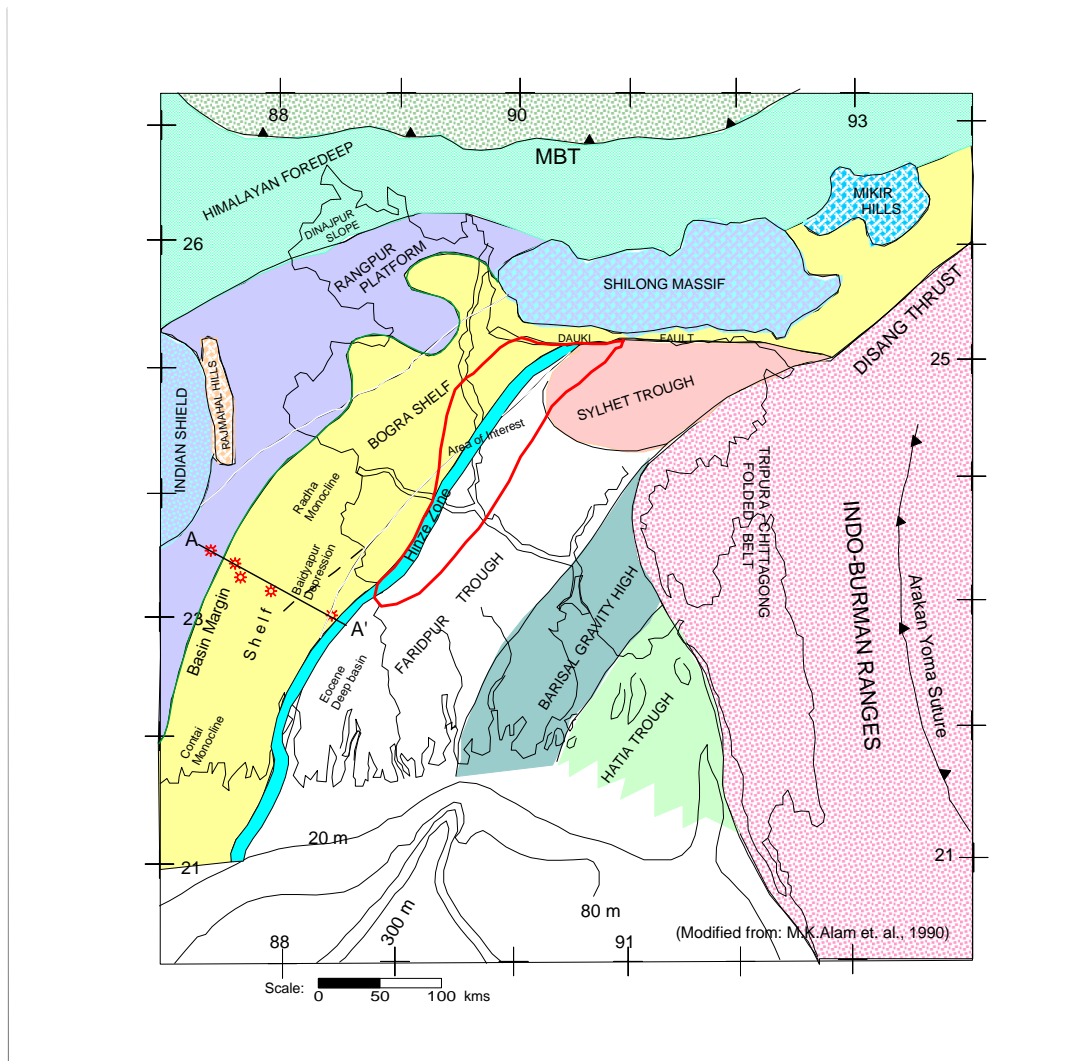 88
90
93
MBT
HIMALAYAN FOREDEEP
MIKIR
HILLS
DINAJPUR
SLOPE
26
RANGPUR
PLATFORM
SHILONG MASSIF
DISANG THRUST
DAUKI
FAULT
25
RAJMAHAL HILLS
INDIAN SHIELD
BOGRA SHELF
SYLHET TROUGH
Area of Interest
Radha
Monocline
Hinze Zone
TRIPURA - CHITTAGONG
FOLDED BELT
INDO-BURMAN RANGES
Arakan Yoma Suture
A
Baidyapur
Depression
23
Basin Margin
Shelf
A'
FARIDPUR TROUGH
Eocene
Deep basin
BARISAL GRAVITY HIGH
HATIA TROUGH
Contai
Monocline
20 m
21
21
80 m
300 m
(Modified from: M.K.Alam et. al., 1990)
88
91
Scale:
0 50 100 kms